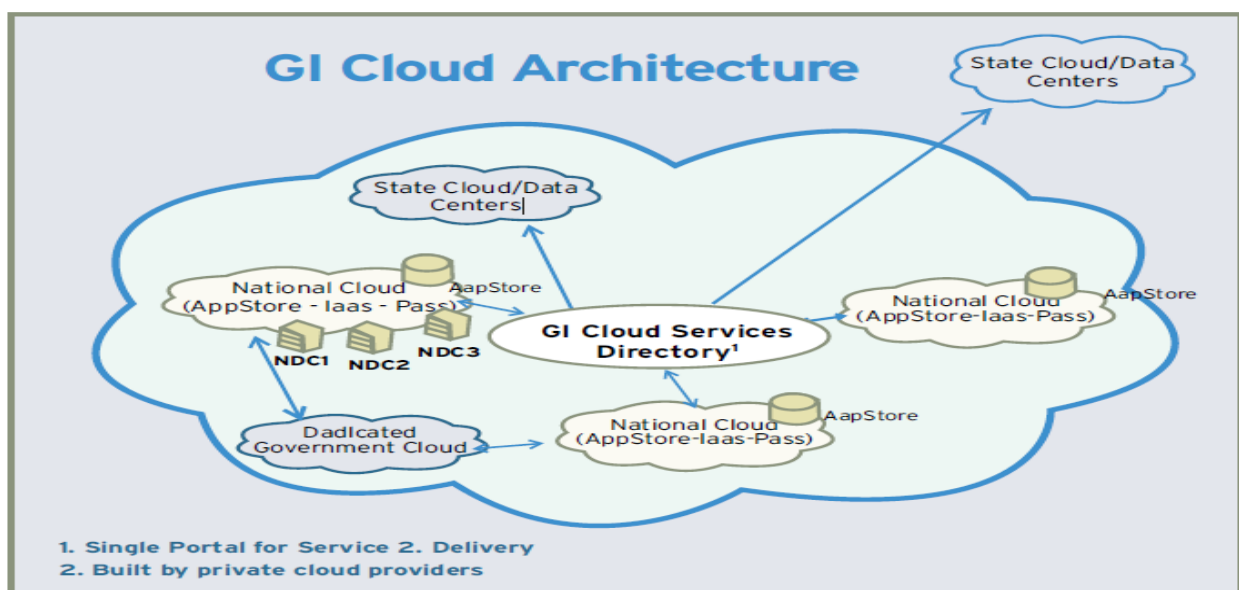 GI Cloud Architecture
State Cloud/Data
Centers
State Cloud/Data
Centers
National Cloud
(AppStore - Iaas - Pass)
AapStore
NDC1
NDC2
NDC3
GI Cloud Services
Directory¹
National Cloud
(AppStore-Iaas-Pass)
AapStore
National Cloud
(AppStore-Iaas-Pass)
AapStore
DadIcated
Government Cloud
1. Single Portal for Service 2. Delivery
2. Built by private cloud providers